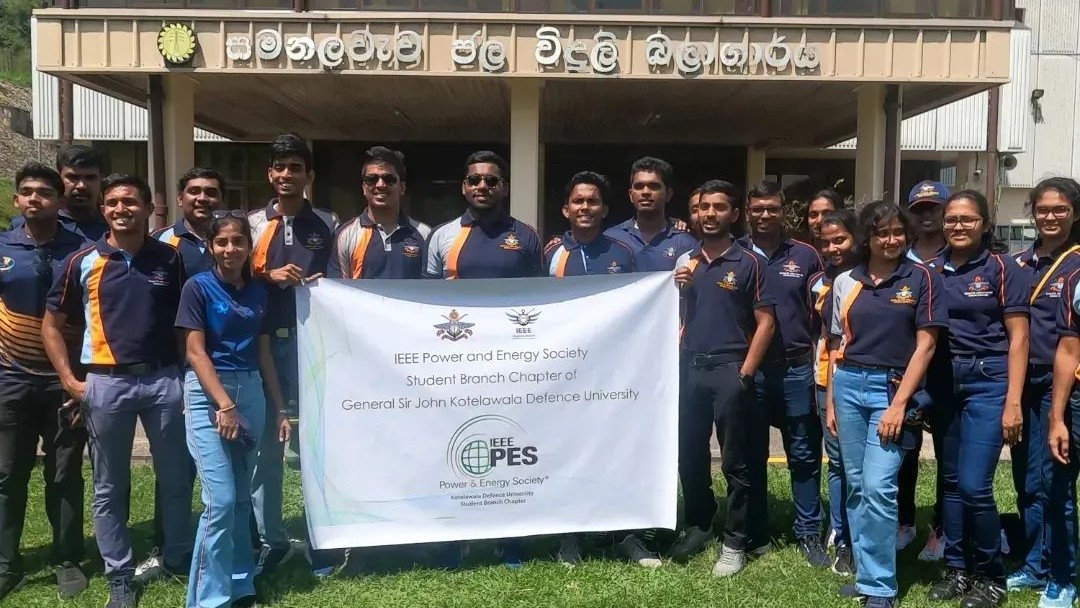 සමනලවැව ජල විදුලි බලාගාරය
IEEE
IEEE Power and Energy Society
Student Branch Chapter of
General Sir John Kotelawala Defence University
IEEE
PES
Power & Energy Society®
Kotelawala Defence University
Student Branch Chapter